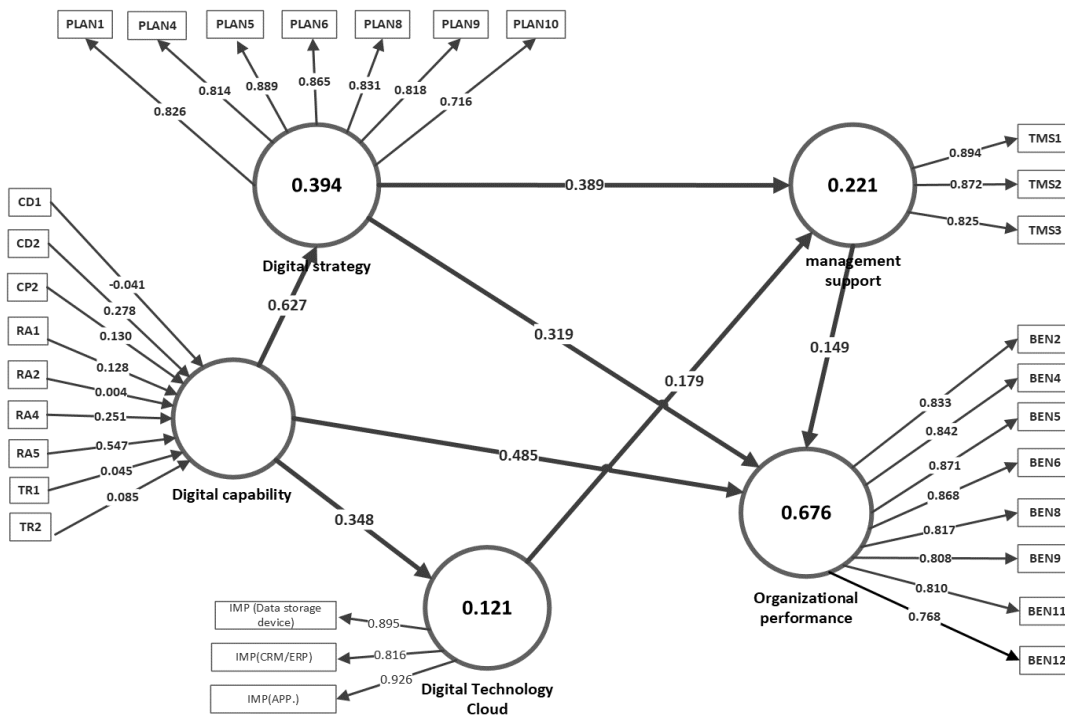 PLAN1
PLAN4
PLAN5
PLAN6
PLAN8
PLAN9
PLAN10
0.826
0.814
0.889
0.865
0.831
0.818
0.716
0.394
Digital strategy
0.389
0.221
management
support
0.894
0.872
0.825
TMS1
TMS2
TMS3
CD1
CD2
CP2
RA1
RA2
RA4
RA5
TR1
TR2
-0.041
0.278
0.130
0.128
0.004
0.251
0.547
0.045
0.085
Digital capability
0.627
0.319
0.179
0.149
0.485
0.348
0.676
Organizational
performance
0.833
0.842
0.871
0.868
0.817
0.808
0.810
0.768
BEN2
BEN4
BEN5
BEN6
BEN8
BEN9
BEN11
BEN12
0.121
Digital Technology
Cloud
IMP (Data storage
device)
IMP(CRM/ERP)
IMP(APP.)
0.895
0.816
0.926